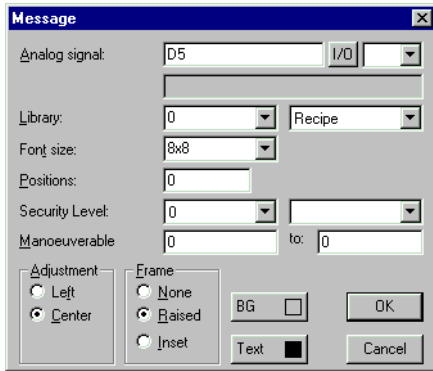 Message
Analog signal: D5 I/O
Library: 0 Recipe
Font size: 8x8
Positions: 0
Security Level: 0
Manoeuverable 0 to: 0
Adjustment Frame
Left None
Center Raised
Inset
BG OK
Text Cancel